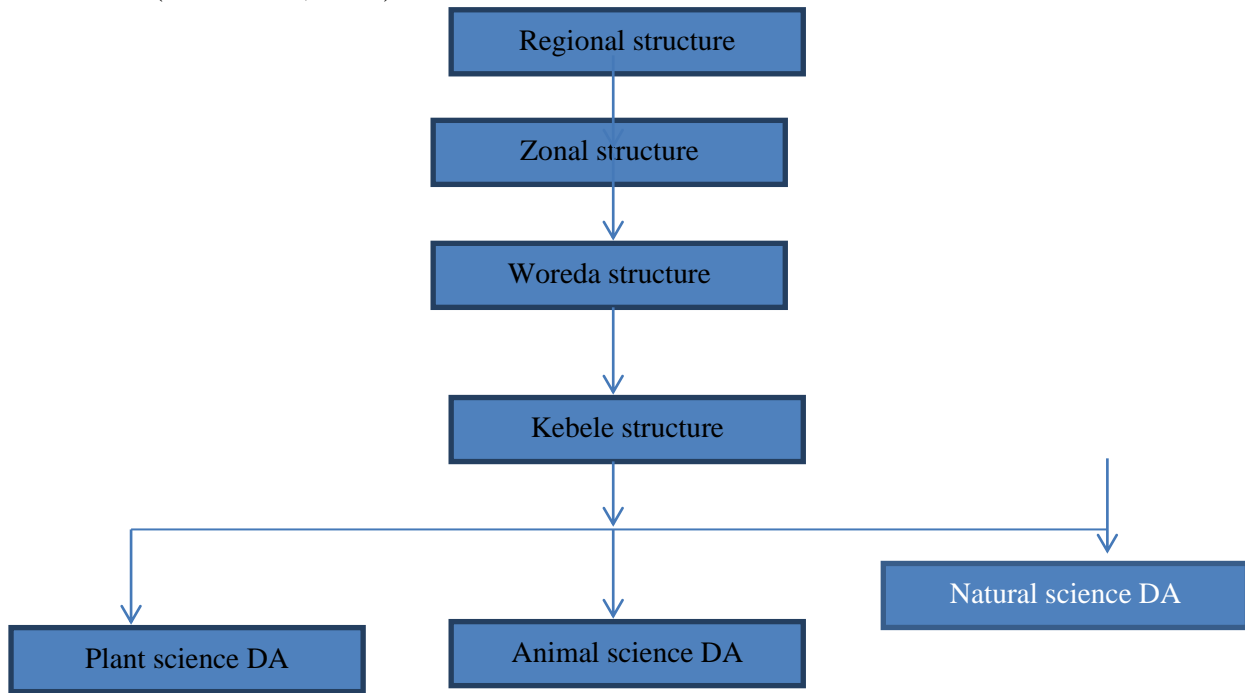 Regional structure
Zonal structure
Woreda structure
Kebele structure
Natural science DA
Plant science DA
Animal science DA